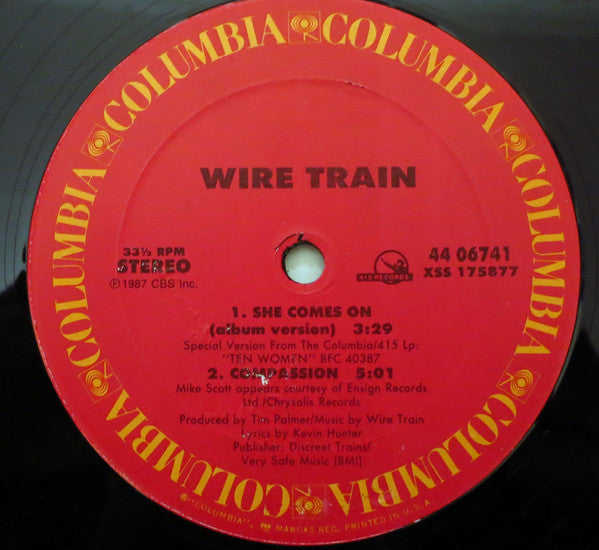 COLUMBIA COLUMBIA COLUMBIA COLUMBIA COLUMBIA COLUMBIA COLUMBIA COLUMBIA
WIRE TRAIN
33⅓ RPM
STEREO
℗1987 CBS Inc.
415 RECORDS
44 06741
XSS 175877
1. SHE COMES ON
(album version) 3:29
Special Version From The Columbia/415 Lp:
"TEN WOMEN" BFC 40387
2. COMPASSION 5:01
Mike Scott appears courtesy of Ensign Records
Ltd./Chrysalis Records
Produced by Tim Palmer/Music by Wire Train
Lyrics by Kevin Hunter
Publisher: Discreet Trains/
Very Safe Music (BMI)
® "COLUMBIA", MARCAS REG. PRINTED IN U.S.A